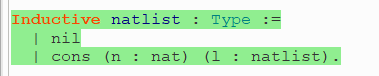 Inductive natlist : Type :=
| nil
| cons (n : nat) (l : natlist).